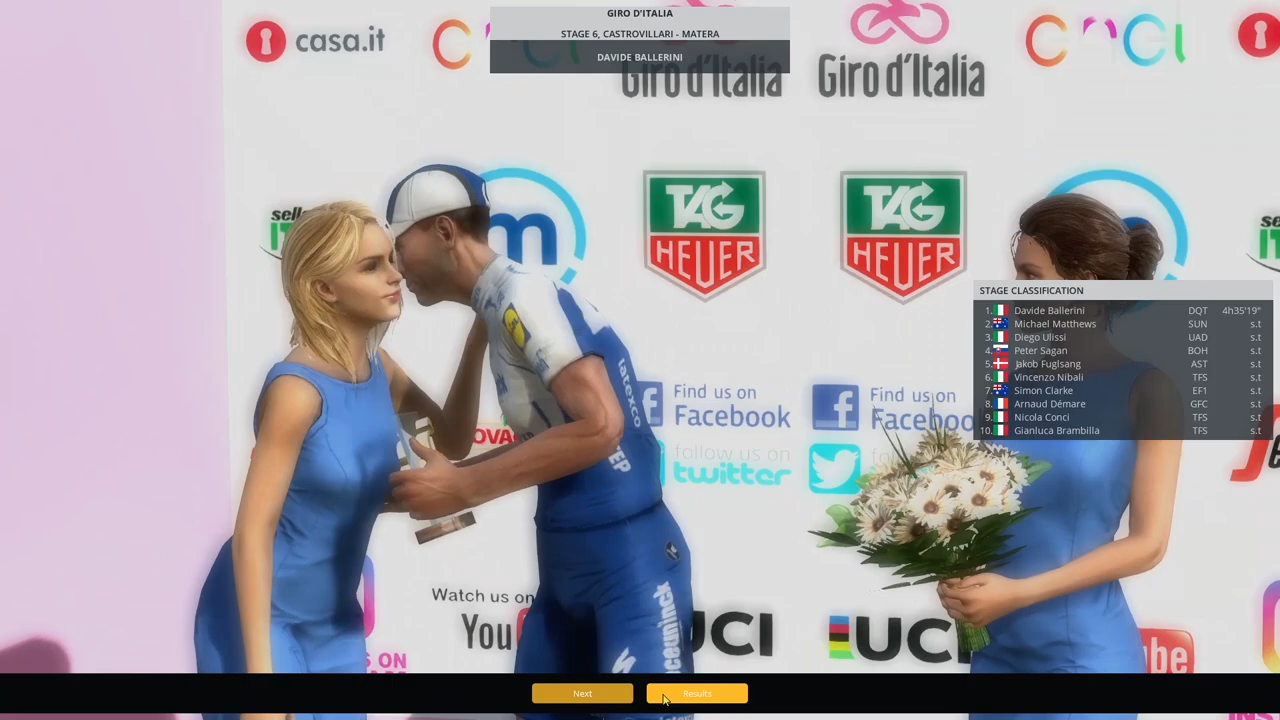 GIRO D'ITALIA
STAGE 6, CASTROVILLARI - MATERA
DAVIDE BALLERINI
casa.it
Giro d'Italia
Giro d'Italia
TAG
HEUER
TAG
HEUER
STAGE CLASSIFICATION
1. Davide Ballerini DQT 4h35'19"
2. Michael Matthews SUN s.t
3. Diego Ulissi UAD s.t
4. Peter Sagan BOH s.t
5. Jakob Fuglsang AST s.t
6. Vincenzo Nibali TFS s.t
7. Simon Clarke EF1 s.t
8. Arnaud Démare GFC s.t
9. Nicola Conci TFS s.t
10. Gianluca Brambilla TFS s.t
latexco
Find us on
Facebook
Find us on
follow us on
twitter
Watch us on
You
UCI
UCI
Next
Results